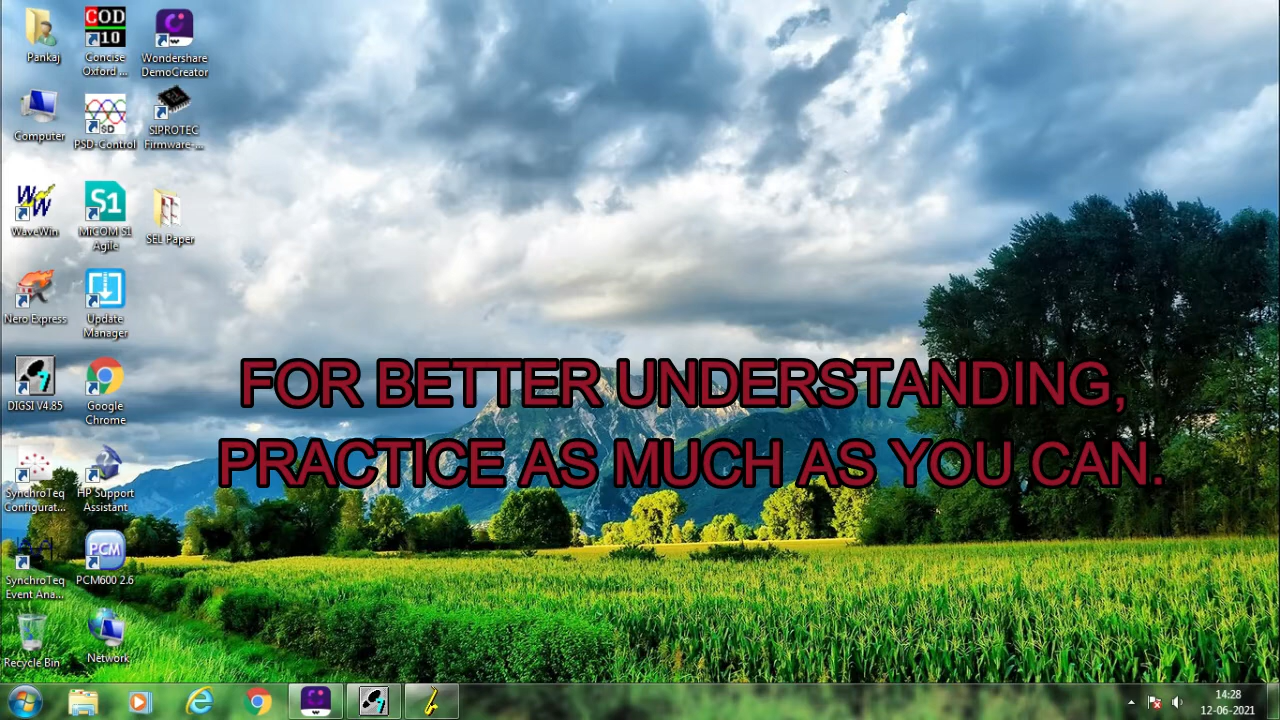 Pankaj
COD
10
Concise
Oxford ...
Wondershare
DemoCreator
Computer
SD
PSD-Control
SIPROTEC
Firmware-...
WaveWin
S1
MiCOM S1
Agile
SEL Paper
Nero Express
Update
Manager
DIGSI V4.85
Google
Chrome
FOR BETTER UNDERSTANDING,
PRACTICE AS MUCH AS YOU CAN.
SynchroTeq
Configurat...
HP Support
Assistant
SynchroTeq
Event Ana...
PCM
PCM600 2.6
Recycle Bin
Network
14:28
12-06-2021